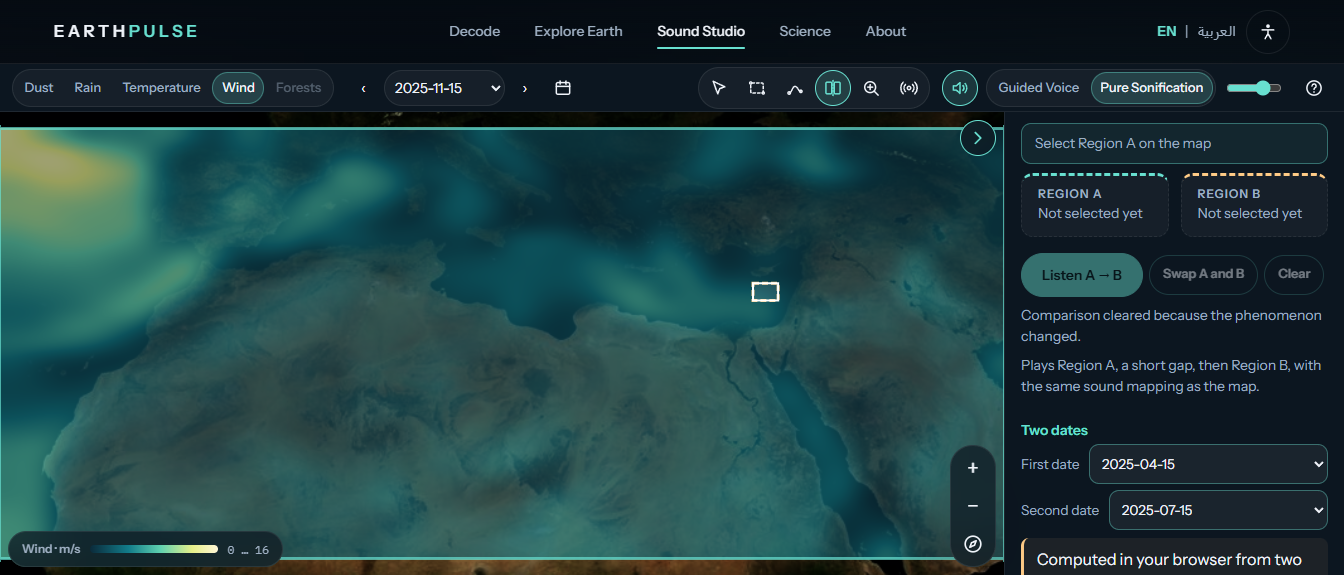 EARTHPULSE
Decode
Explore Earth
Sound Studio
Science
About
EN | العربية
Dust
Rain
Temperature
Wind
Forests
‹
2025-11-15
›
Guided Voice
Pure Sonification
Select Region A on the map
REGION A
Not selected yet
REGION B
Not selected yet
Listen A → B
Swap A and B
Clear
Comparison cleared because the phenomenon
changed.
Plays Region A, a short gap, then Region B, with
the same sound mapping as the map.
Two dates
First date
2025-04-15
Second date
2025-07-15
Computed in your browser from two
+
−
Wind · m/s
0 … 16